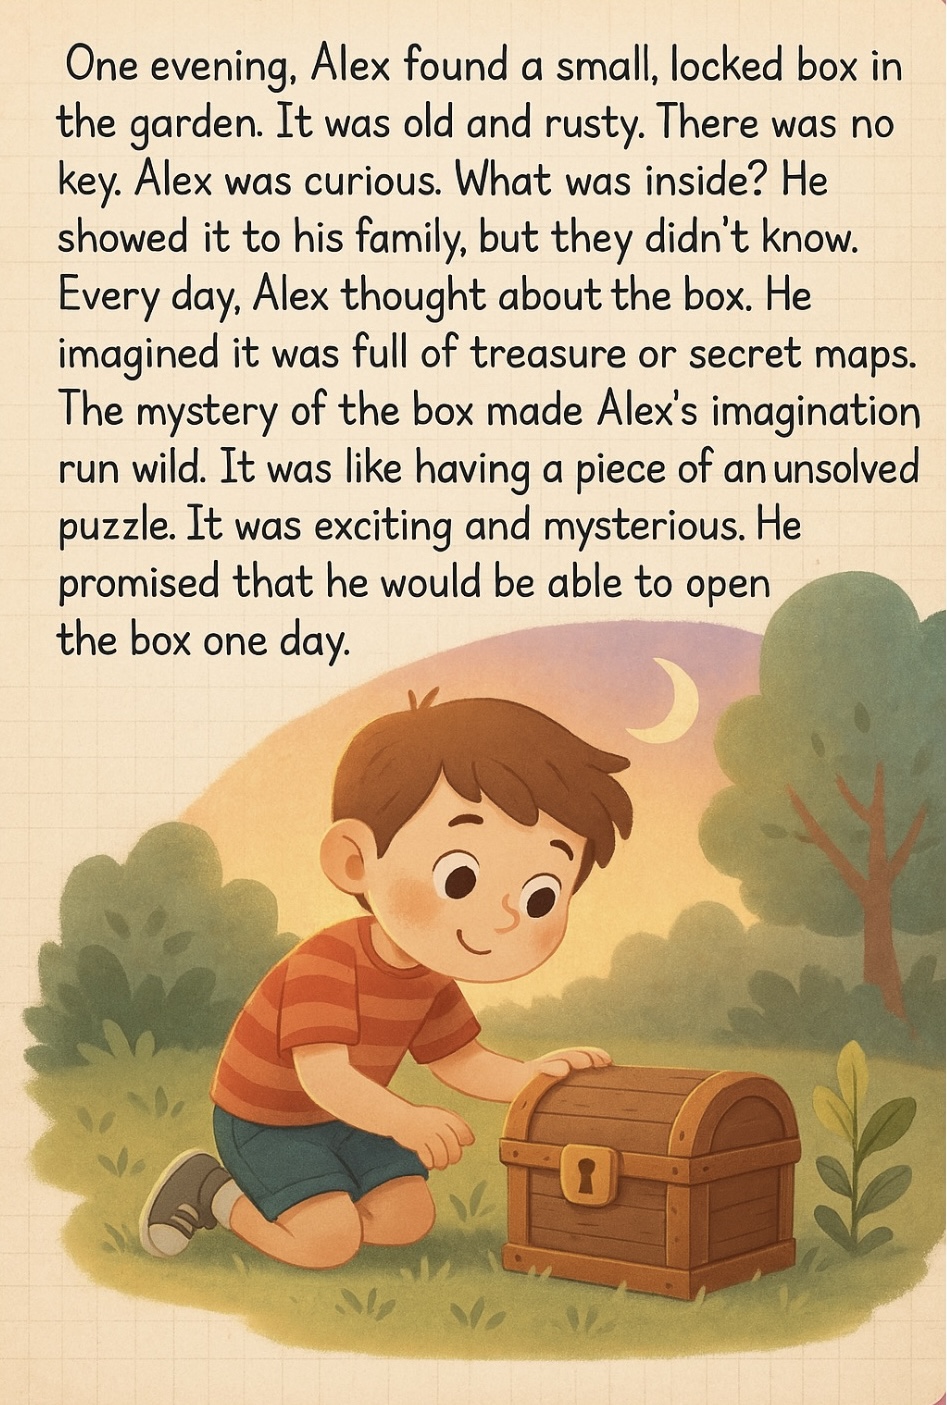 One evening, Alex found a small, locked box in
the garden. It was old and rusty. There was no
key. Alex was curious. What was inside? He
showed it to his family, but they didn't know.
Every day, Alex thought about the box. He
imagined it was full of treasure or secret maps.
The mystery of the box made Alex's imagination
run wild. It was like having a piece of an unsolved
puzzle. It was exciting and mysterious. He
promised that he would be able to open
the box one day.